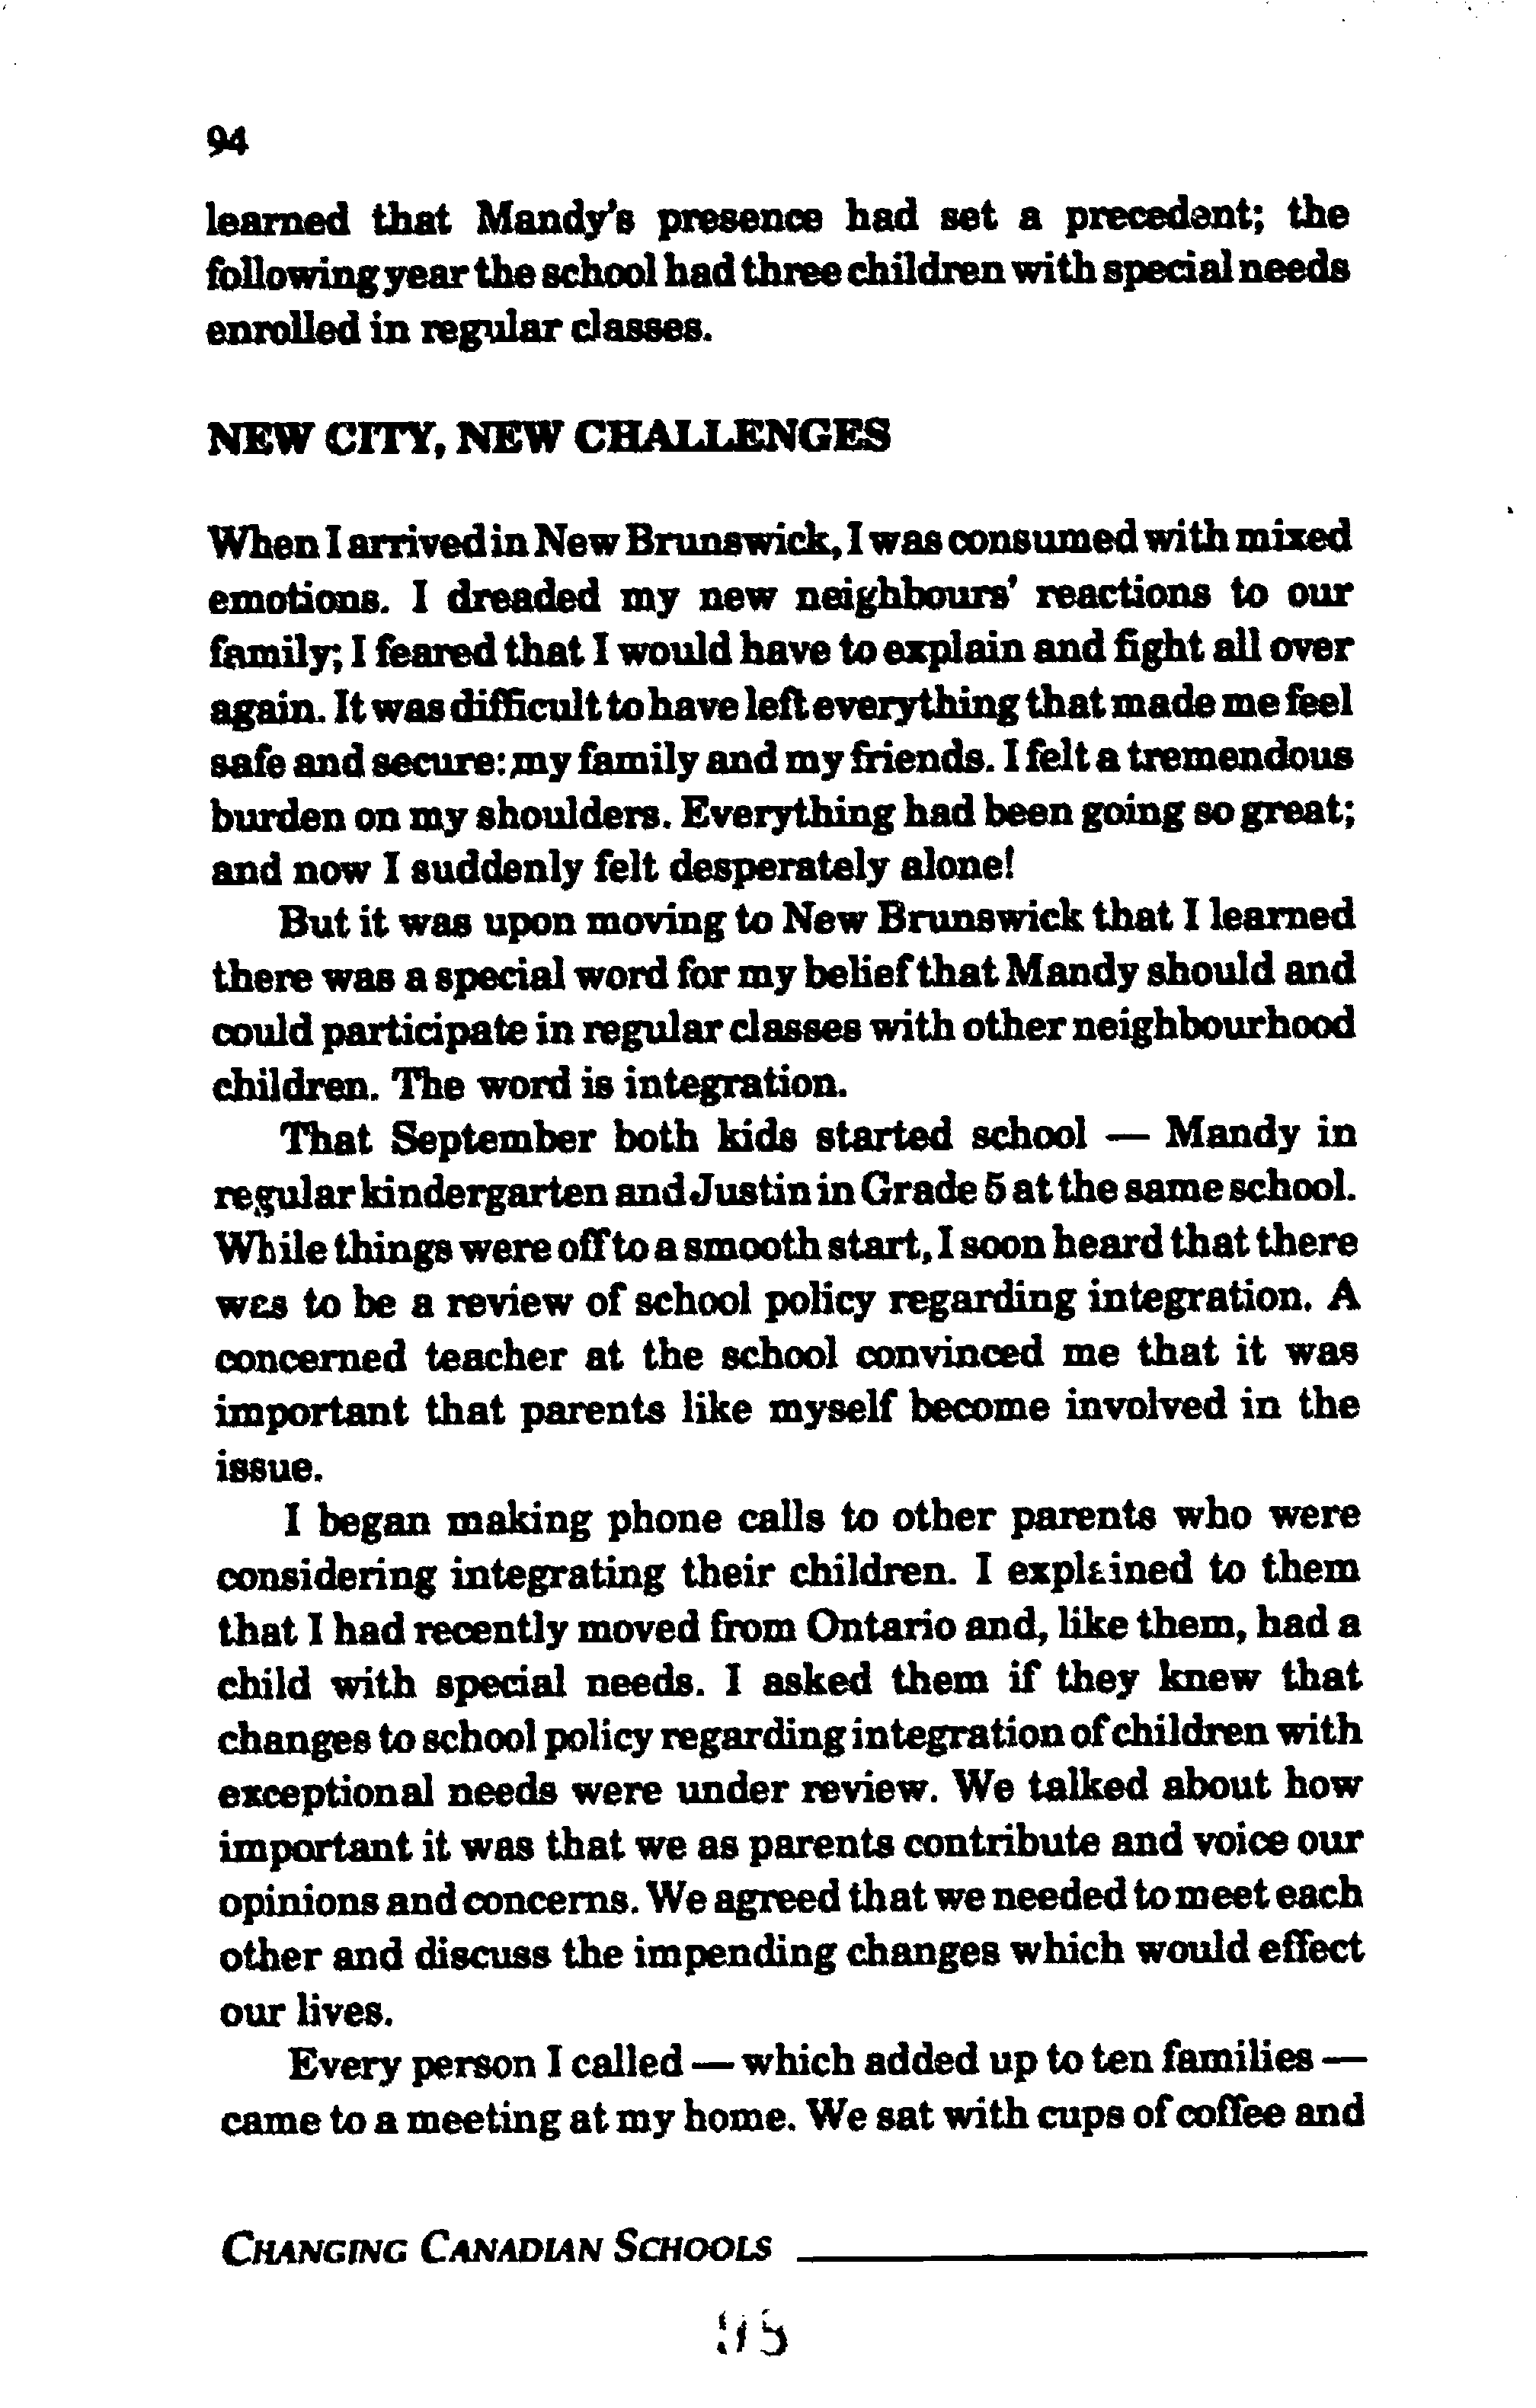 94
learned that Mandy's presence had set a precedent; the
following year the school had three children with special needs
enrolled in regular classes.
NEW CITY, NEW CHALLENGES
When I arrived in New Brunswick, I was consumed with mixed
emotions. I dreaded my new neighbours' reactions to our
family; I feared that I would have to explain and fight all over
again. It was difficult to have left everything that made me feel
safe and secure: my family and my friends. I felt a tremendous
burden on my shoulders. Everything had been going so great;
and now I suddenly felt desperately alone!
But it was upon moving to New Brunswick that I learned
there was a special word for my belief that Mandy should and
could participate in regular classes with other neighbourhood
children. The word is integration.
That September both kids started school — Mandy in
regular kindergarten and Justin in Grade 5 at the same school.
While things were off to a smooth start, I soon heard that there
was to be a review of school policy regarding integration. A
concerned teacher at the school convinced me that it was
important that parents like myself become involved in the
issue.
I began making phone calls to other parents who were
considering integrating their children. I explained to them
that I had recently moved from Ontario and, like them, had a
child with special needs. I asked them if they knew that
changes to school policy regarding integration of children with
exceptional needs were under review. We talked about how
important it was that we as parents contribute and voice our
opinions and concerns. We agreed that we needed to meet each
other and discuss the impending changes which would effect
our lives.
Every person I called — which added up to ten families —
came to a meeting at my home. We sat with cups of coffee and
CHANGING CANADIAN SCHOOLS